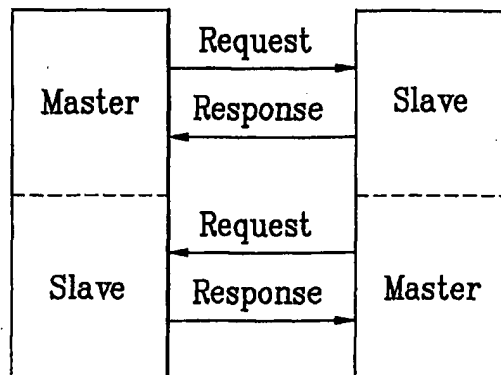 Request
Master
Slave
Response
Request
Slave
Response
Master